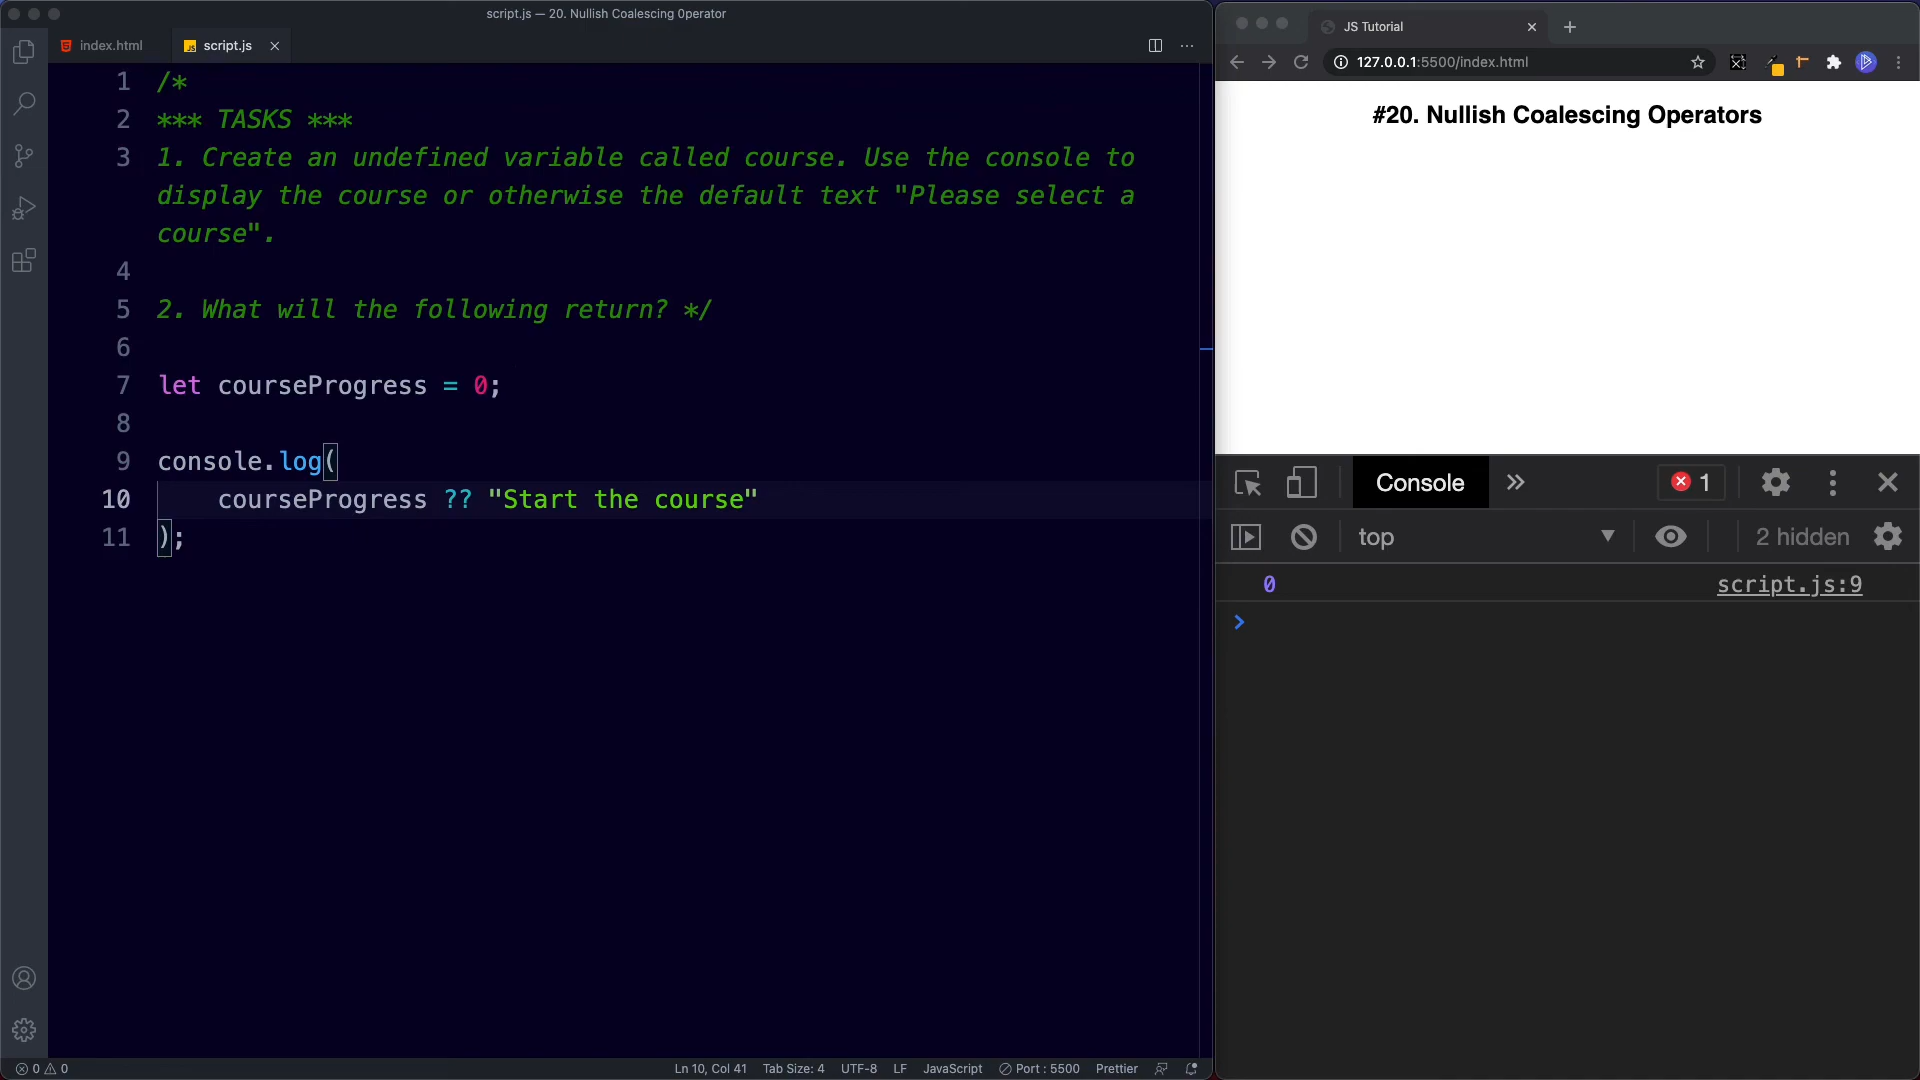 script.js — 20. Nullish Coalescing Operator
index.html
script.js
1 /*
2 *** TASKS ***
3 1. Create an undefined variable called course. Use the console to
display the course or otherwise the default text "Please select a
course".
4
5 2. What will the following return? */
6
7 let courseProgress = 0;
8
9 console.log(
10 courseProgress ?? "Start the course"
11 );
0 0
Ln 10, Col 41 Tab Size: 4 UTF-8 LF JavaScript Port : 5500 Prettier
JS Tutorial
127.0.0.1:5500/index.html
#20. Nullish Coalescing Operators
Console » 1
top 2 hidden
0 script.js:9